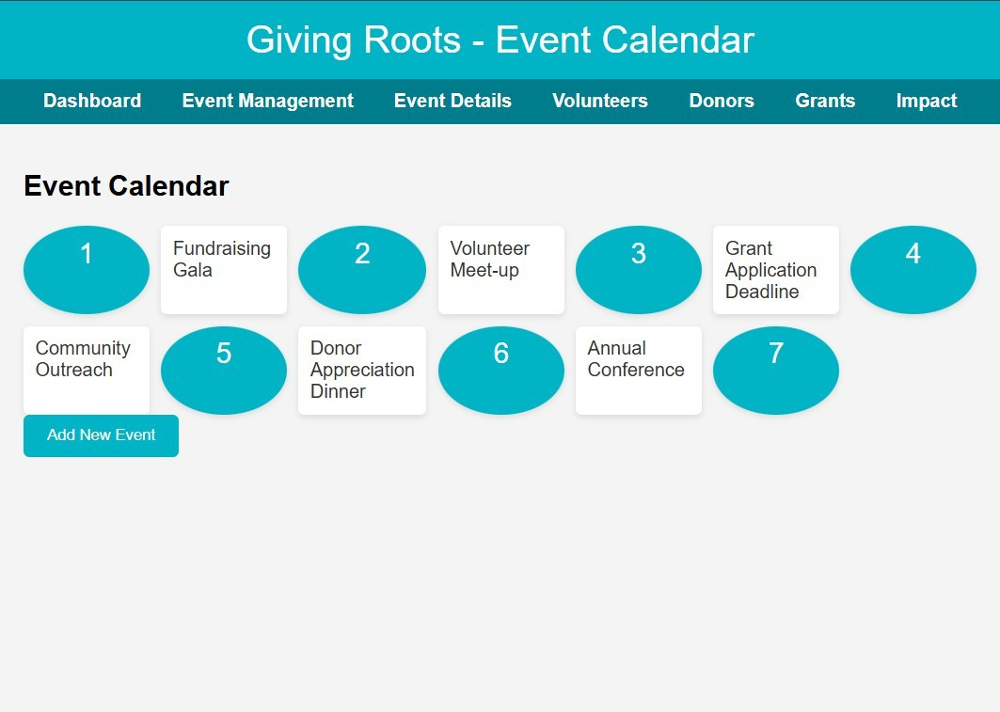 Giving Roots - Event Calendar
Dashboard Event Management Event Details Volunteers Donors Grants Impact
Event Calendar
1
Fundraising
Gala
2
Volunteer
Meet-up
3
Grant
Application
Deadline
4
Community
Outreach
5
Donor
Appreciation
Dinner
6
Annual
Conference
7
Add New Event